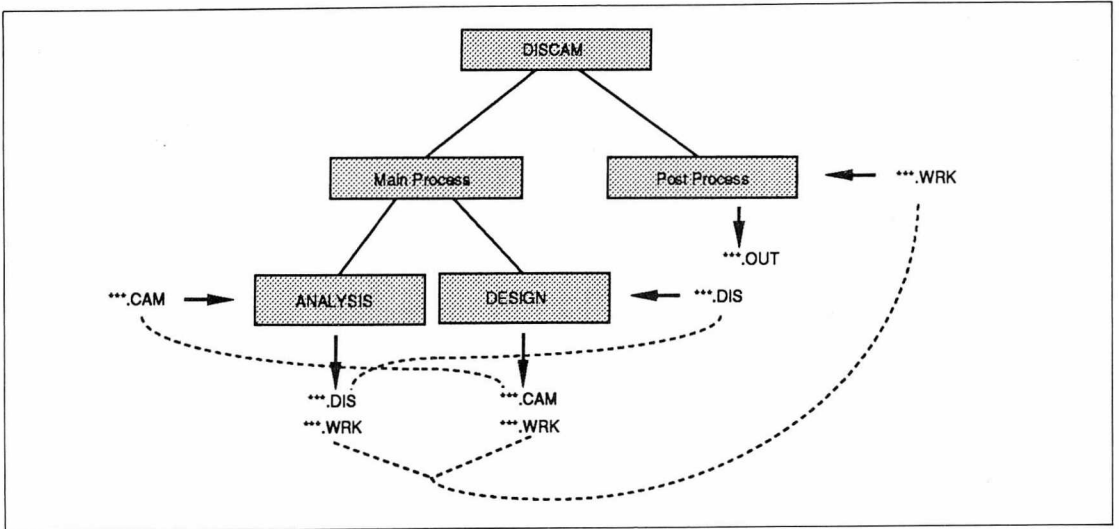 DISCAM
Main Process
Post Process
***.WRK
***.OUT
***.CAM
ANALYSIS
DESIGN
***.DIS
***.DIS
***.CAM
***.WRK
***.WRK